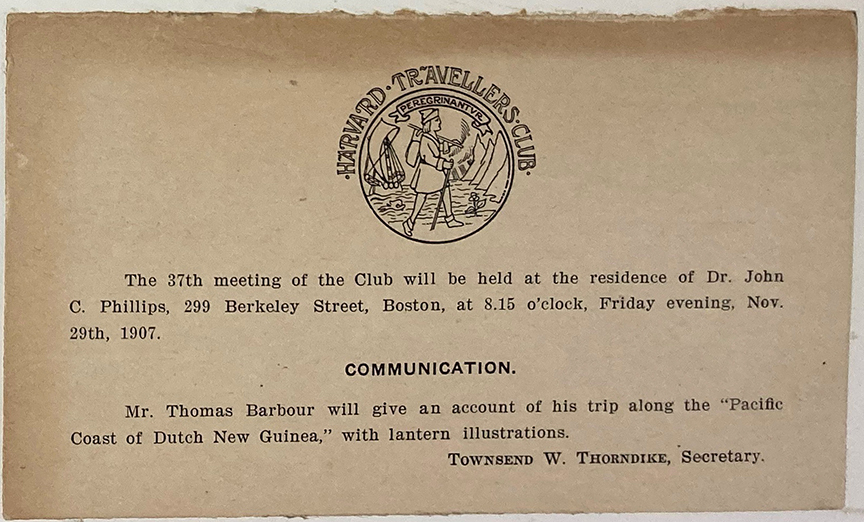 HARVARD·TRAVELLERS·CLUB·
PEREGRINANTVR
The 37th meeting of the Club will be held at the residence of Dr. John
C. Phillips, 299 Berkeley Street, Boston, at 8.15 o'clock, Friday evening, Nov.
29th, 1907.
COMMUNICATION.
Mr. Thomas Barbour will give an account of his trip along the “Pacific
Coast of Dutch New Guinea,” with lantern illustrations.
TOWNSEND W. THORNDIKE, Secretary.